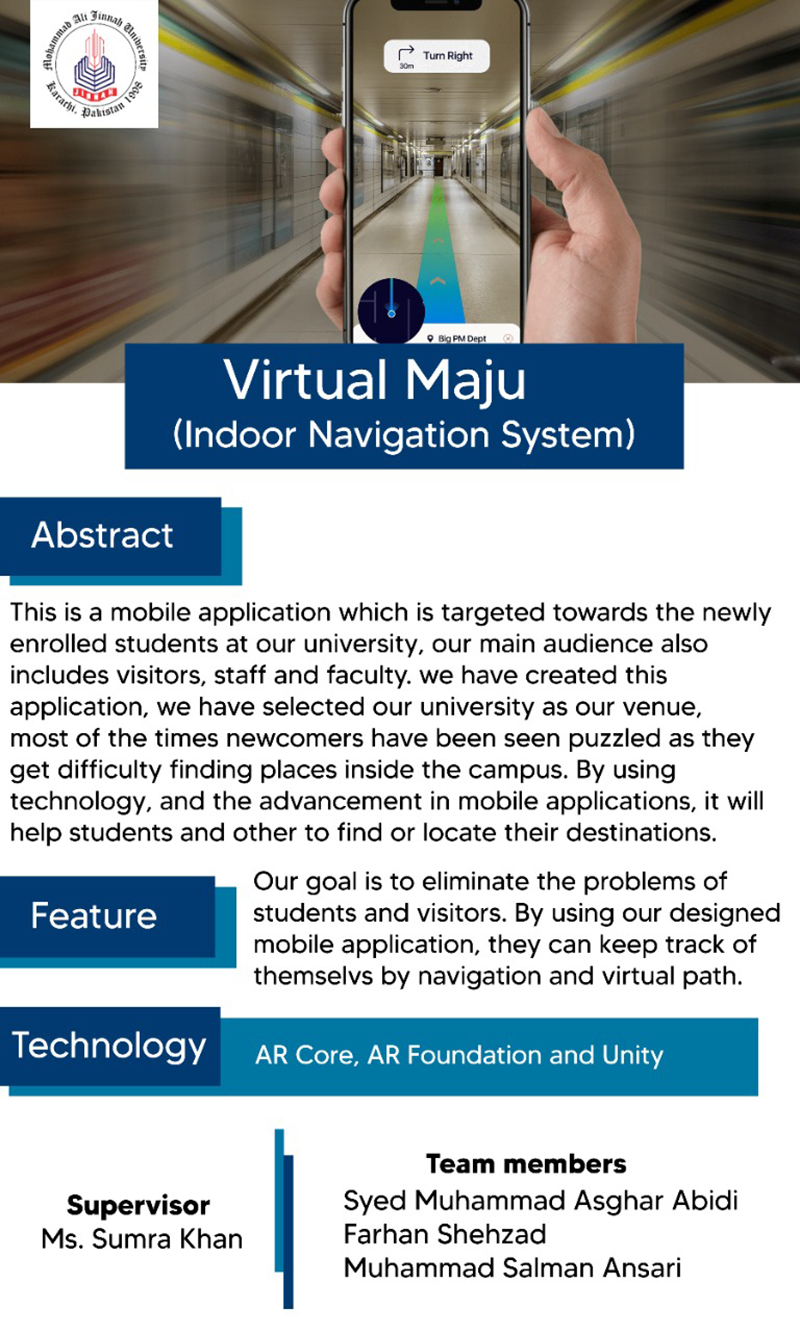 Mohammad Ali Jinnah University
JINNAH
Karachi, Pakistan 1998
Turn Right
30m
Big PM Dept
Virtual Maju
(Indoor Navigation System)
Abstract
This is a mobile application which is targeted towards the newly
enrolled students at our university, our main audience also
includes visitors, staff and faculty. we have created this
application, we have selected our university as our venue,
most of the times newcomers have been seen puzzled as they
get difficulty finding places inside the campus. By using
technology, and the advancement in mobile applications, it will
help students and other to find or locate their destinations.
Feature
Our goal is to eliminate the problems of
students and visitors. By using our designed
mobile application, they can keep track of
themselvs by navigation and virtual path.
Technology
AR Core, AR Foundation and Unity
Supervisor
Ms. Sumra Khan
Team members
Syed Muhammad Asghar Abidi
Farhan Shehzad
Muhammad Salman Ansari